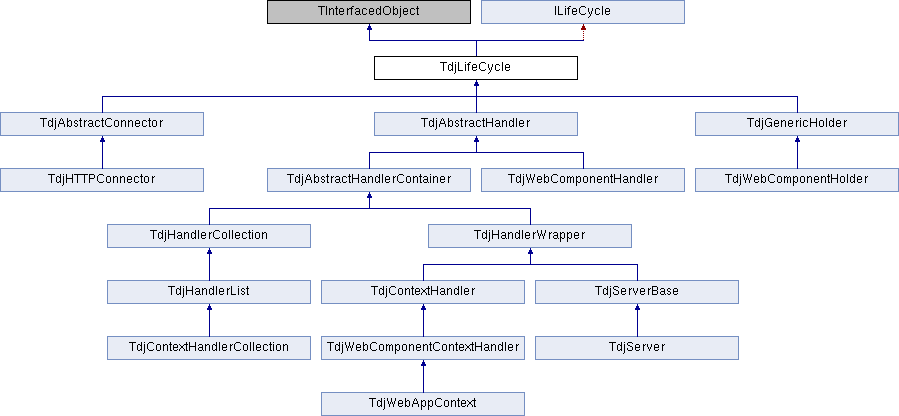 TInterfacedObject
ILifeCycle
TdjLifeCycle
TdjAbstractConnector
TdjAbstractHandler
TdjGenericHolder
TdjHTTPConnector
TdjAbstractHandlerContainer
TdjWebComponentHandler
TdjWebComponentHolder
TdjHandlerCollection
TdjHandlerWrapper
TdjHandlerList
TdjContextHandler
TdjServerBase
TdjContextHandlerCollection
TdjWebComponentContextHandler
TdjServer
TdjWebAppContext